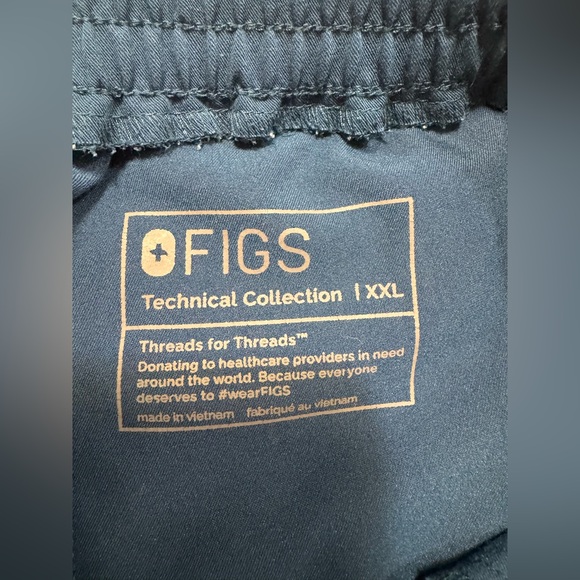 FIGS
Technical Collection | XXL
Threads for Threads™
Donating to healthcare providers in need
around the world. Because everyone
deserves to #wearFIGS
made in vietnam fabriqué au vietnam